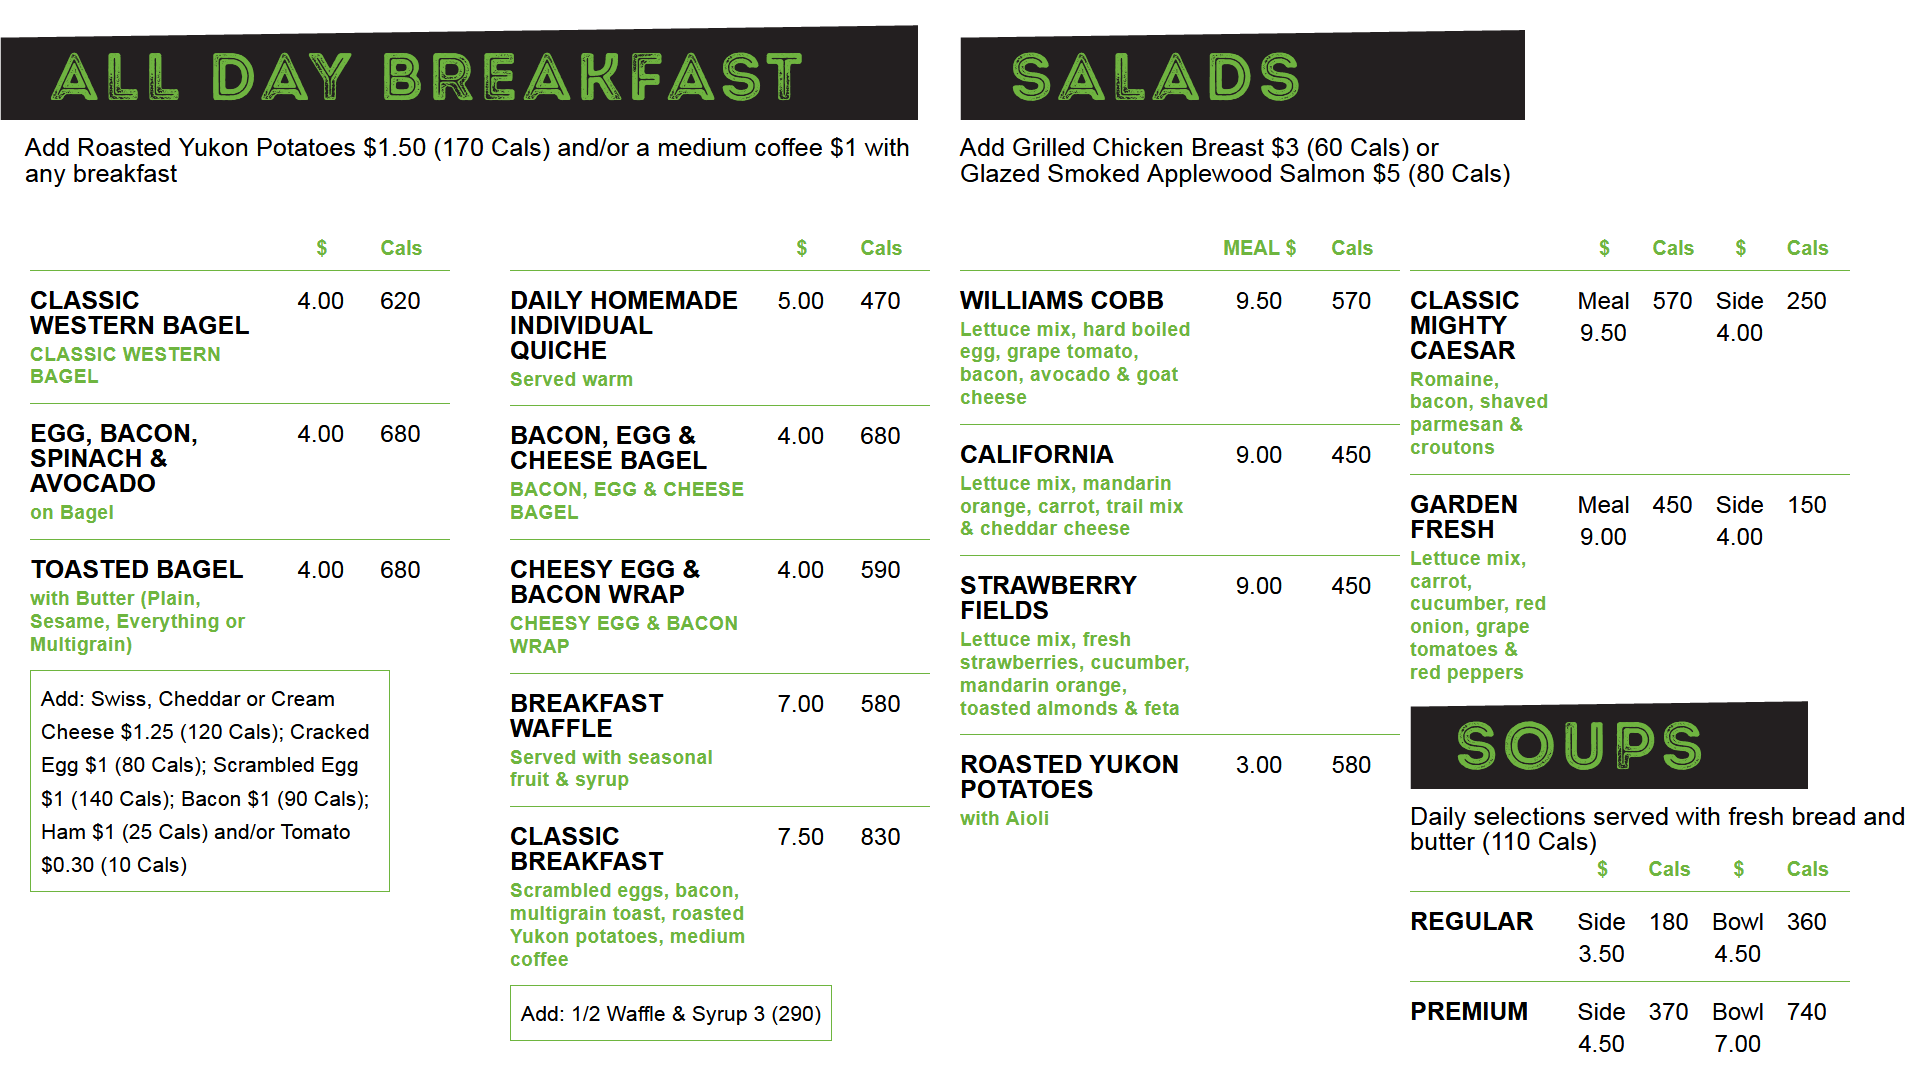 ALL DAY BREAKFAST
Add Roasted Yukon Potatoes $1.50 (170 Cals) and/or a medium coffee $1 with
any breakfast
$ Cals
CLASSIC 4.00 620
WESTERN BAGEL
CLASSIC WESTERN
BAGEL
EGG, BACON, 4.00 680
SPINACH &
AVOCADO
on Bagel
TOASTED BAGEL 4.00 680
with Butter (Plain,
Sesame, Everything or
Multigrain)
Add: Swiss, Cheddar or Cream
Cheese $1.25 (120 Cals); Cracked
Egg $1 (80 Cals); Scrambled Egg
$1 (140 Cals); Bacon $1 (90 Cals);
Ham $1 (25 Cals) and/or Tomato
$0.30 (10 Cals)
$ Cals
DAILY HOMEMADE 5.00 470
INDIVIDUAL
QUICHE
Served warm
BACON, EGG & 4.00 680
CHEESE BAGEL
BACON, EGG & CHEESE
BAGEL
CHEESY EGG & 4.00 590
BACON WRAP
CHEESY EGG & BACON
WRAP
BREAKFAST 7.00 580
WAFFLE
Served with seasonal
fruit & syrup
CLASSIC 7.50 830
BREAKFAST
Scrambled eggs, bacon,
multigrain toast, roasted
Yukon potatoes, medium
coffee
Add: 1/2 Waffle & Syrup 3 (290)
SALADS
Add Grilled Chicken Breast $3 (60 Cals) or
Glazed Smoked Applewood Salmon $5 (80 Cals)
MEAL $ Cals
WILLIAMS COBB 9.50 570
Lettuce mix, hard boiled
egg, grape tomato,
bacon, avocado & goat
cheese
CALIFORNIA 9.00 450
Lettuce mix, mandarin
orange, carrot, trail mix
& cheddar cheese
STRAWBERRY 9.00 450
FIELDS
Lettuce mix, fresh
strawberries, cucumber,
mandarin orange,
toasted almonds & feta
ROASTED YUKON 3.00 580
POTATOES
with Aioli
$ Cals $ Cals
CLASSIC Meal 570 Side 250
MIGHTY 9.50 4.00
CAESAR
Romaine,
bacon, shaved
parmesan &
croutons
GARDEN Meal 450 Side 150
FRESH 9.00 4.00
Lettuce mix,
carrot,
cucumber, red
onion, grape
tomatoes &
red peppers
SOUPS
Daily selections served with fresh bread and
butter (110 Cals)
$ Cals $ Cals
REGULAR Side 180 Bowl 360
3.50 4.50
PREMIUM Side 370 Bowl 740
4.50 7.00